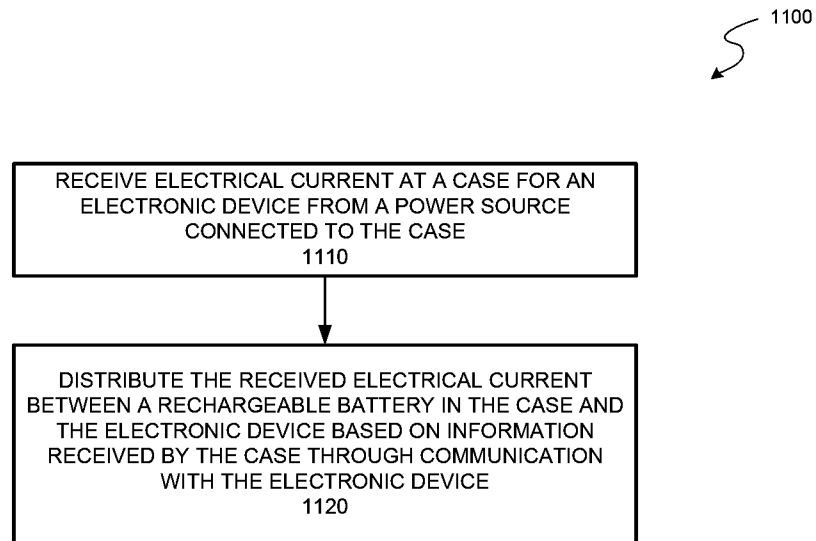 1100
RECEIVE ELECTRICAL CURRENT AT A CASE FOR AN
ELECTRONIC DEVICE FROM A POWER SOURCE
CONNECTED TO THE CASE
1110
DISTRIBUTE THE RECEIVED ELECTRICAL CURRENT
BETWEEN A RECHARGEABLE BATTERY IN THE CASE AND
THE ELECTRONIC DEVICE BASED ON INFORMATION
RECEIVED BY THE CASE THROUGH COMMUNICATION
WITH THE ELECTRONIC DEVICE
1120